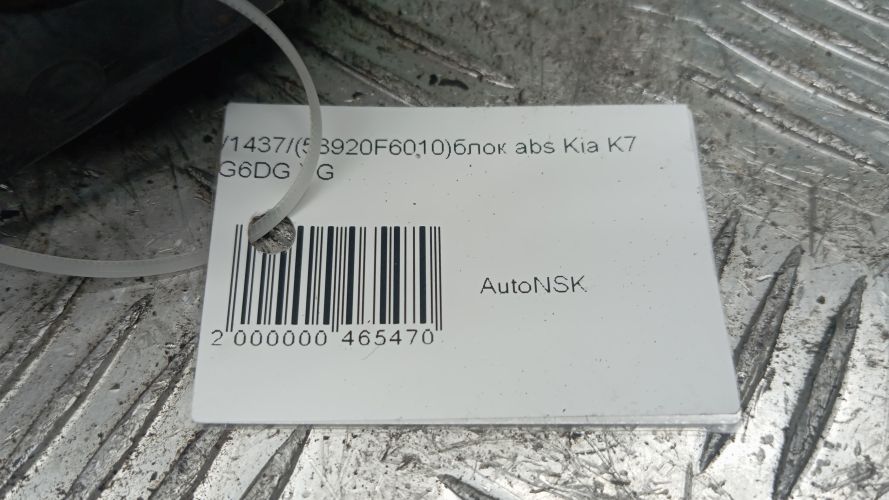 /1437/(58920F6010)блок abs Kia K7
G6DG G
AutoNSK
2 000000 465470